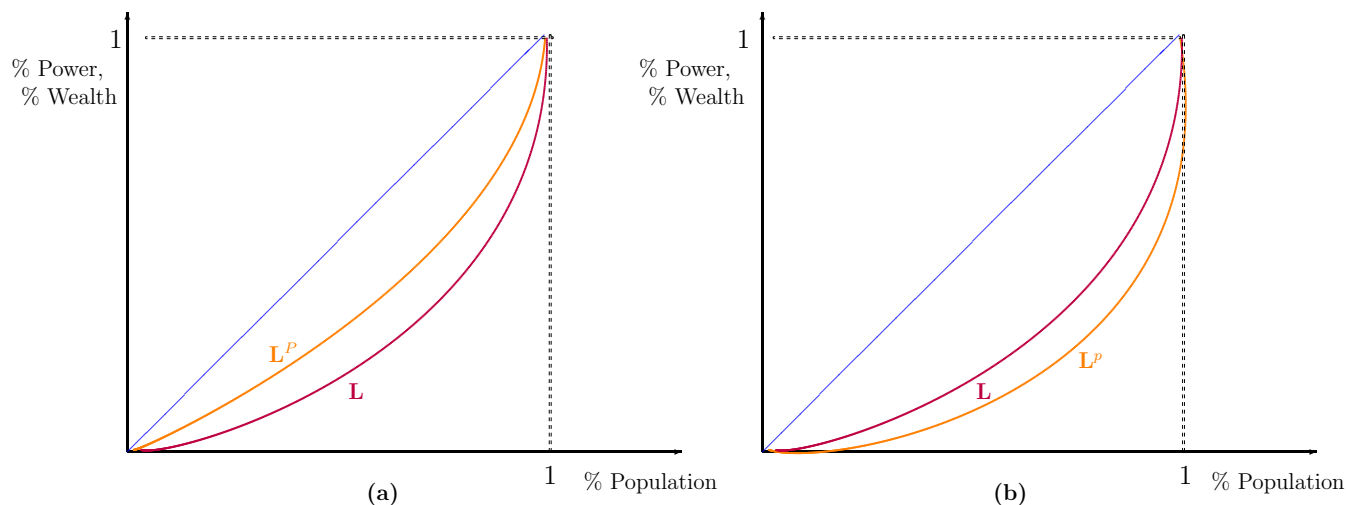 1
% Power,
% Wealth
L^P
L
1
% Population
(a)
1
% Power,
% Wealth
L
L^p
1
% Population
(b)